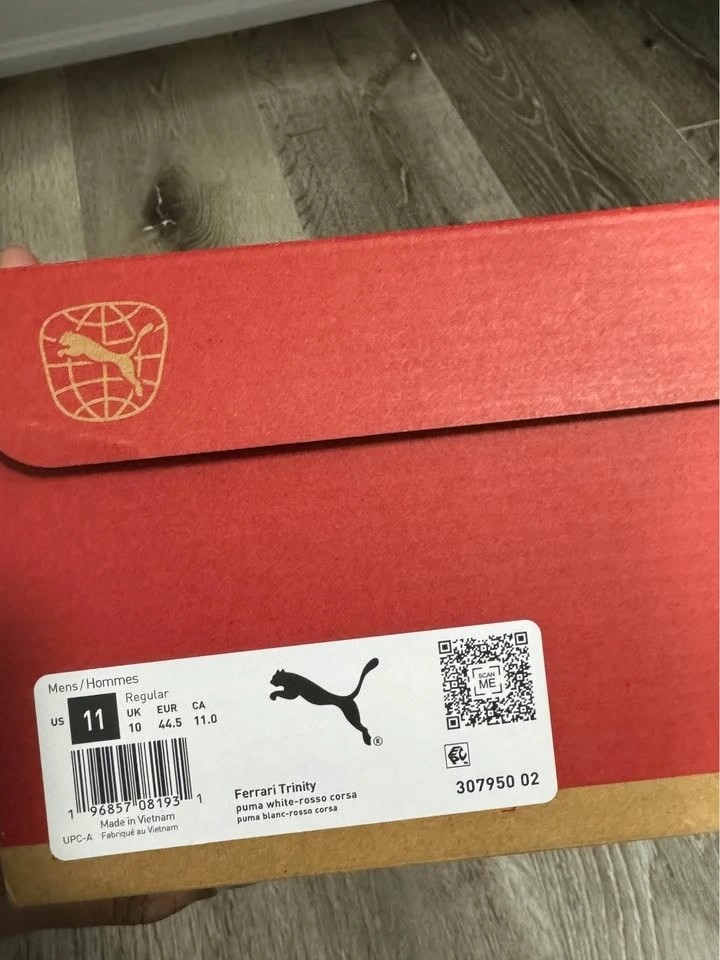 Mens/Hommes
Regular
US 11 UK EUR CA
10 44.5 11.0
1 96857 08193 1
UPC-A
Made in Vietnam
Fabriqué au Vietnam
®
Ferrari Trinity
puma white-rosso corsa
puma blanc-rosso corsa
SCAN
ME
307950 02